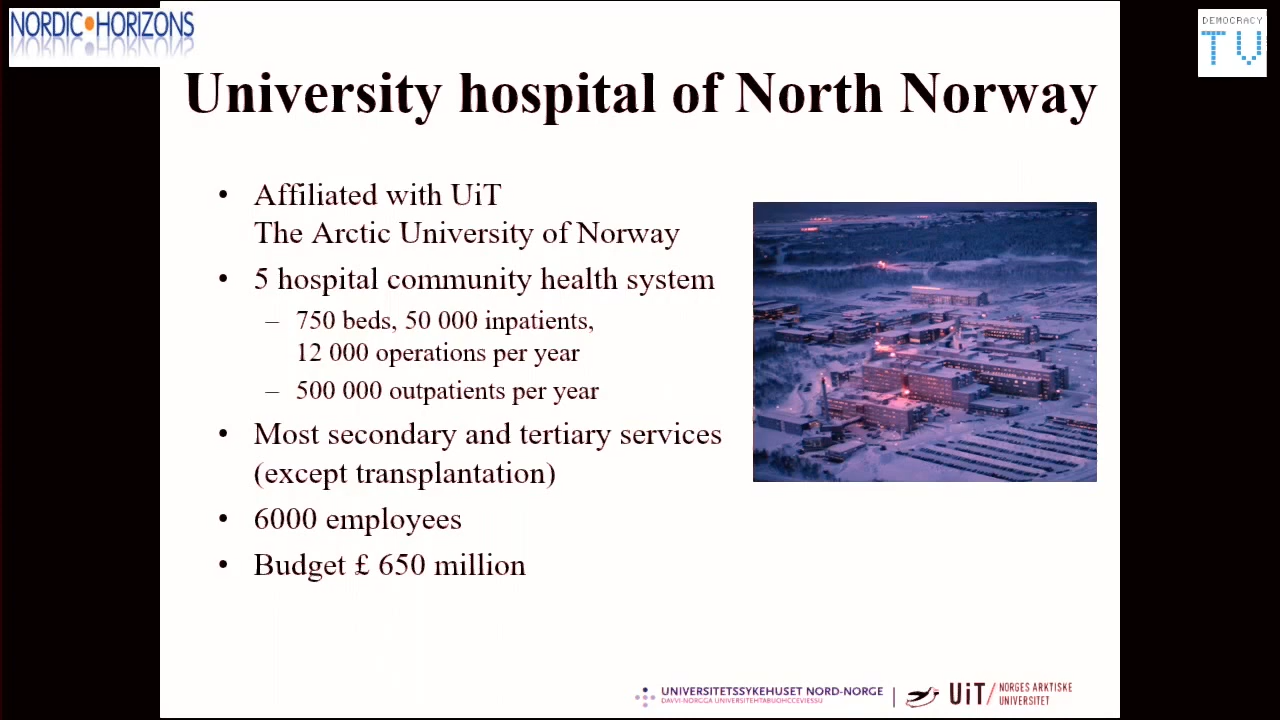 NORDIC HORIZONS
DEMOCRACY
TV
University hospital of North Norway
• Affiliated with UiT
The Arctic University of Norway
• 5 hospital community health system
– 750 beds, 50 000 inpatients,
12 000 operations per year
– 500 000 outpatients per year
• Most secondary and tertiary services
(except transplantation)
• 6000 employees
• Budget £ 650 million
UNIVERSITETSSYKEHUSET NORD-NORGE
DAVVI-NORGGA UNIVERSITEHTABUOHCCEVIESSU
UiT / NORGES ARKTISKE
UNIVERSITET